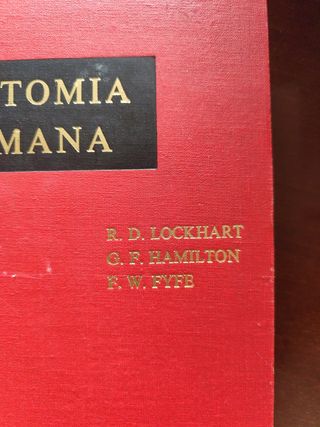 TOMIA
MANA
R. D. LOCKHART
G. F. HAMILTON
F. W. FYFE